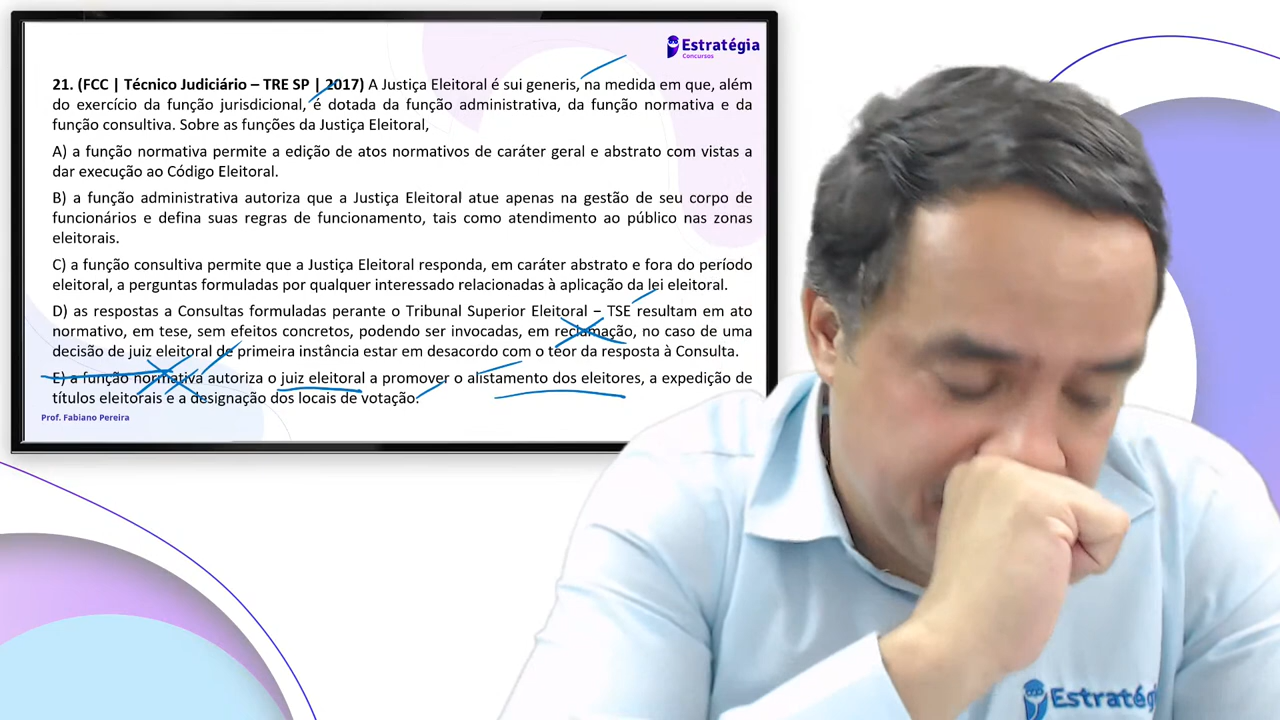 Estratégia
Concursos
21. (FCC | Técnico Judiciário – TRE SP | 2017) A Justiça Eleitoral é sui generis, na medida em que, além
do exercício da função jurisdicional, é dotada da função administrativa, da função normativa e da
função consultiva. Sobre as funções da Justiça Eleitoral,
A) a função normativa permite a edição de atos normativos de caráter geral e abstrato com vistas a
dar execução ao Código Eleitoral.
B) a função administrativa autoriza que a Justiça Eleitoral atue apenas na gestão de seu corpo de
funcionários e defina suas regras de funcionamento, tais como atendimento ao público nas zonas
eleitorais.
C) a função consultiva permite que a Justiça Eleitoral responda, em caráter abstrato e fora do período
eleitoral, a perguntas formuladas por qualquer interessado relacionadas à aplicação da lei eleitoral.
D) as respostas a Consultas formuladas perante o Tribunal Superior Eleitoral – TSE resultam em ato
normativo, em tese, sem efeitos concretos, podendo ser invocadas, em reclamação, no caso de uma
decisão de juiz eleitoral de primeira instância estar em desacordo com o teor da resposta à Consulta.
E) a função normativa autoriza o juiz eleitoral a promover o alistamento dos eleitores, a expedição de
títulos eleitorais e a designação dos locais de votação.
Prof. Fabiano Pereira
Estratég